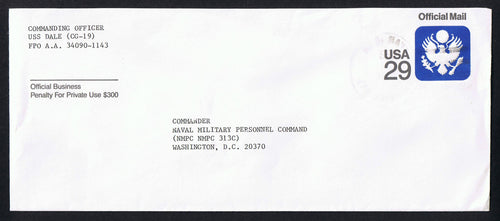 COMMANDING OFFICER
USS DALE (CG-19)
FPO A.A. 34090-1143
Official Business
Penalty For Private Use $300
Official Mail
USA
29
COMMANDER
NAVAL MILITARY PERSONNEL COMMAND
(NMPC NMPC 313C)
WASHINGTON, D.C. 20370